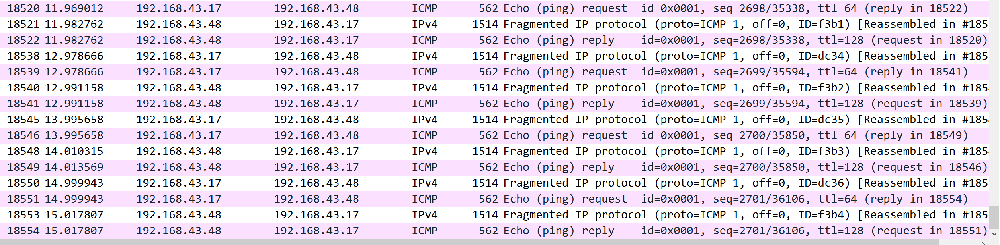 18520 11.969012 192.168.43.17 192.168.43.48 ICMP 562 Echo (ping) request id=0x0001, seq=2698/35338, ttl=64 (reply in 18522)
18521 11.982762 192.168.43.48 192.168.43.17 IPv4 1514 Fragmented IP protocol (proto=ICMP 1, off=0, ID=f3b1) [Reassembled in #185
18522 11.982762 192.168.43.48 192.168.43.17 ICMP 562 Echo (ping) reply id=0x0001, seq=2698/35338, ttl=128 (request in 18520)
18538 12.978666 192.168.43.17 192.168.43.48 IPv4 1514 Fragmented IP protocol (proto=ICMP 1, off=0, ID=dc34) [Reassembled in #185
18539 12.978666 192.168.43.17 192.168.43.48 ICMP 562 Echo (ping) request id=0x0001, seq=2699/35594, ttl=64 (reply in 18541)
18540 12.991158 192.168.43.48 192.168.43.17 IPv4 1514 Fragmented IP protocol (proto=ICMP 1, off=0, ID=f3b2) [Reassembled in #185
18541 12.991158 192.168.43.48 192.168.43.17 ICMP 562 Echo (ping) reply id=0x0001, seq=2699/35594, ttl=128 (request in 18539)
18545 13.995658 192.168.43.17 192.168.43.48 IPv4 1514 Fragmented IP protocol (proto=ICMP 1, off=0, ID=dc35) [Reassembled in #185
18546 13.995658 192.168.43.17 192.168.43.48 ICMP 562 Echo (ping) request id=0x0001, seq=2700/35850, ttl=64 (reply in 18549)
18548 14.010315 192.168.43.48 192.168.43.17 IPv4 1514 Fragmented IP protocol (proto=ICMP 1, off=0, ID=f3b3) [Reassembled in #185
18549 14.013569 192.168.43.48 192.168.43.17 ICMP 562 Echo (ping) reply id=0x0001, seq=2700/35850, ttl=128 (request in 18546)
18550 14.999943 192.168.43.17 192.168.43.48 IPv4 1514 Fragmented IP protocol (proto=ICMP 1, off=0, ID=dc36) [Reassembled in #185
18551 14.999943 192.168.43.17 192.168.43.48 ICMP 562 Echo (ping) request id=0x0001, seq=2701/36106, ttl=64 (reply in 18554)
18553 15.017807 192.168.43.48 192.168.43.17 IPv4 1514 Fragmented IP protocol (proto=ICMP 1, off=0, ID=f3b4) [Reassembled in #185
18554 15.017807 192.168.43.48 192.168.43.17 ICMP 562 Echo (ping) reply id=0x0001, seq=2701/36106, ttl=128 (request in 18551)